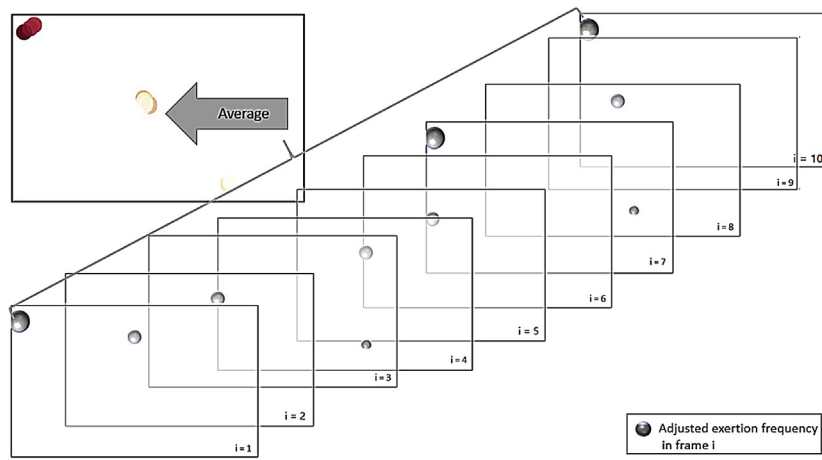 Average
i = 10
i = 9
i = 8
i = 7
i = 6
i = 5
i = 4
i = 3
i = 2
i = 1
Adjusted exertion frequency
in frame i